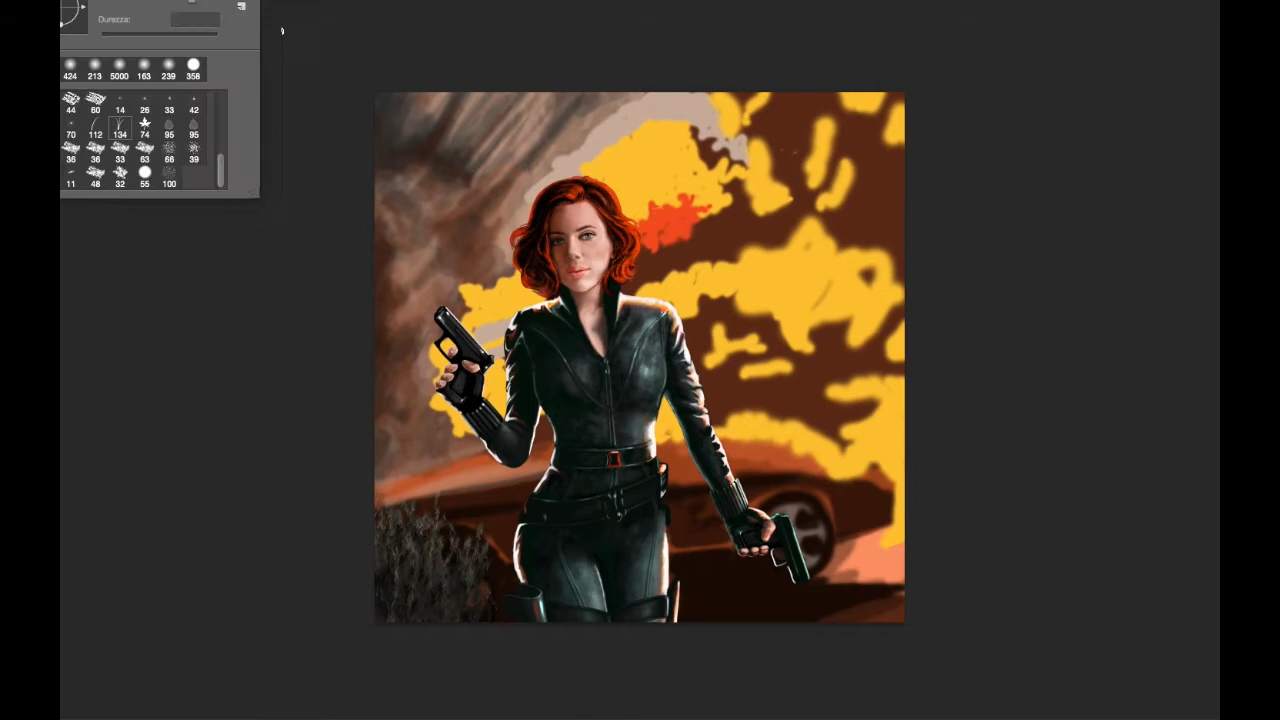 Durezza:
424 213 5000 163 239 358
44 60 14 26 33 42
70 112 134 74 95 95
36 36 33 63 66 39
11 48 32 55 100